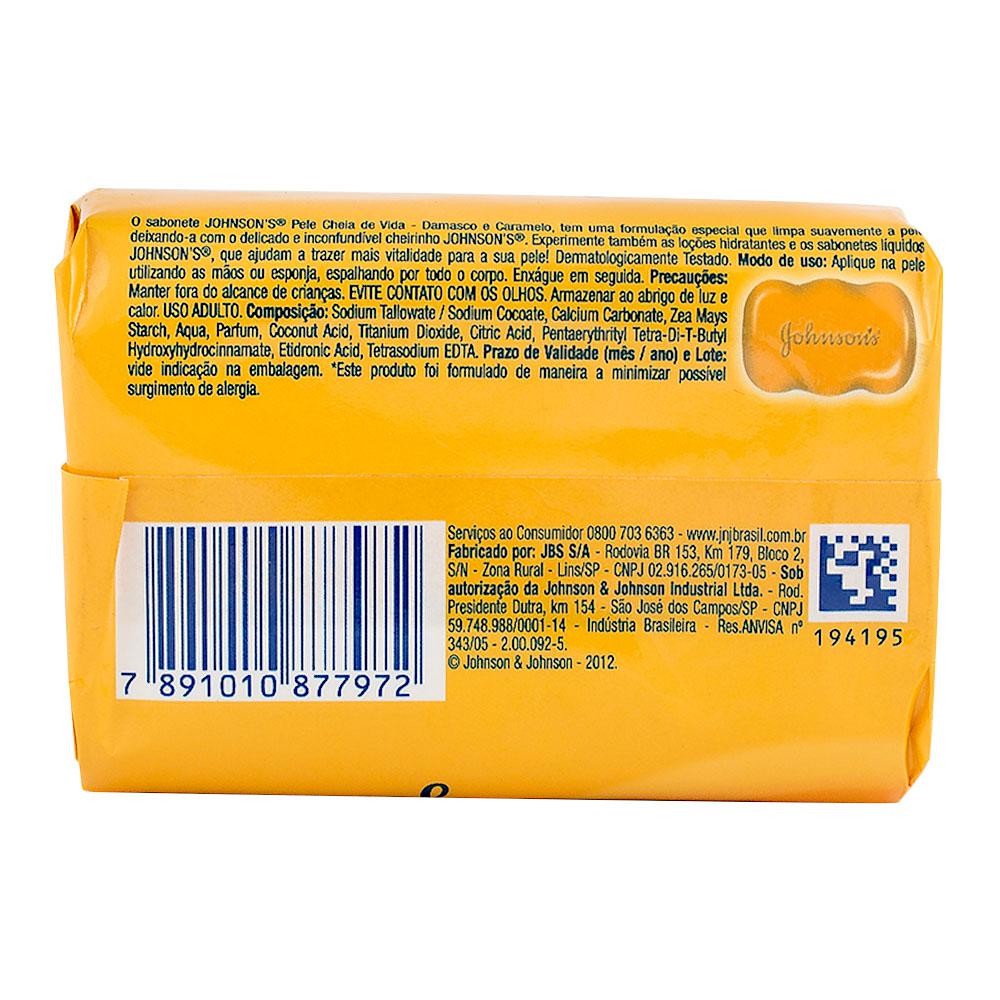 O sabonete JOHNSON'S® Pele Cheia de Vida - Damasco e Caramelo, tem uma formulação especial que limpa suavemente a
deixando-a com o delicado e inconfundível cheirinho JOHNSON'S®. Experimente também as loções hidratantes e os sabonetes líquidos
JOHNSON'S®, que ajudam a trazer mais vitalidade para a sua pele! Dermatologicamente Testado. Modo de uso: Aplique na pele
utilizando as mãos ou esponja, espalhando por todo o corpo. Enxágue em seguida. Precauções:
Manter fora do alcance de crianças. EVITE CONTATO COM OS OLHOS. Armazenar ao abrigo de luz e
calor. USO ADULTO. Composição: Sodium Tallowate / Sodium Cocoate, Calcium Carbonate, Zea Mays
Starch, Aqua, Parfum, Coconut Acid, Titanium Dioxide, Citric Acid, Pentaerythrityl Tetra-Di-T-Butyl
Hydroxyhydrocinnamate, Etidronic Acid, Tetrasodium EDTA. Prazo de Validade (mês / ano) e Lote:
vide indicação na embalagem. *Este produto foi formulado de maneira a minimizar possível
surgimento de alergia.
Johnson's
Serviços ao Consumidor 0800 703 6363 - www.jnjbrasil.com.br
Fabricado por: JBS S/A - Rodovia BR 153, Km 179, Bloco 2,
S/N - Zona Rural - Lins/SP - CNPJ 02.916.265/0173-05 - Sob
autorização da Johnson & Johnson Industrial Ltda. - Rod.
Presidente Dutra, km 154 - São José dos Campos/SP - CNPJ
59.748.988/0001-14 - Indústria Brasileira - Res.ANVISA nº
343/05 - 2.00.092-5.
© Johnson & Johnson - 2012.
7 891010 877972
194195